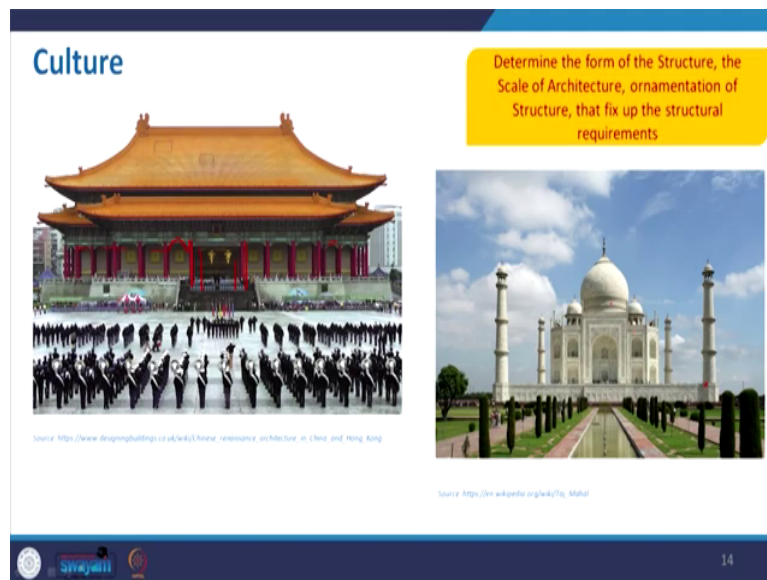 Culture
Determine the form of the Structure, the
Scale of Architecture, ornamentation of
Structure, that fix up the structural
requirements
Source https://www.designingbuildings.co.uk/wiki/Chinese_renaissance_architecture_in_China_and_Hong_Kong
Source https://en.wikipedia.org/wiki/Taj_Mahal
swayam
14